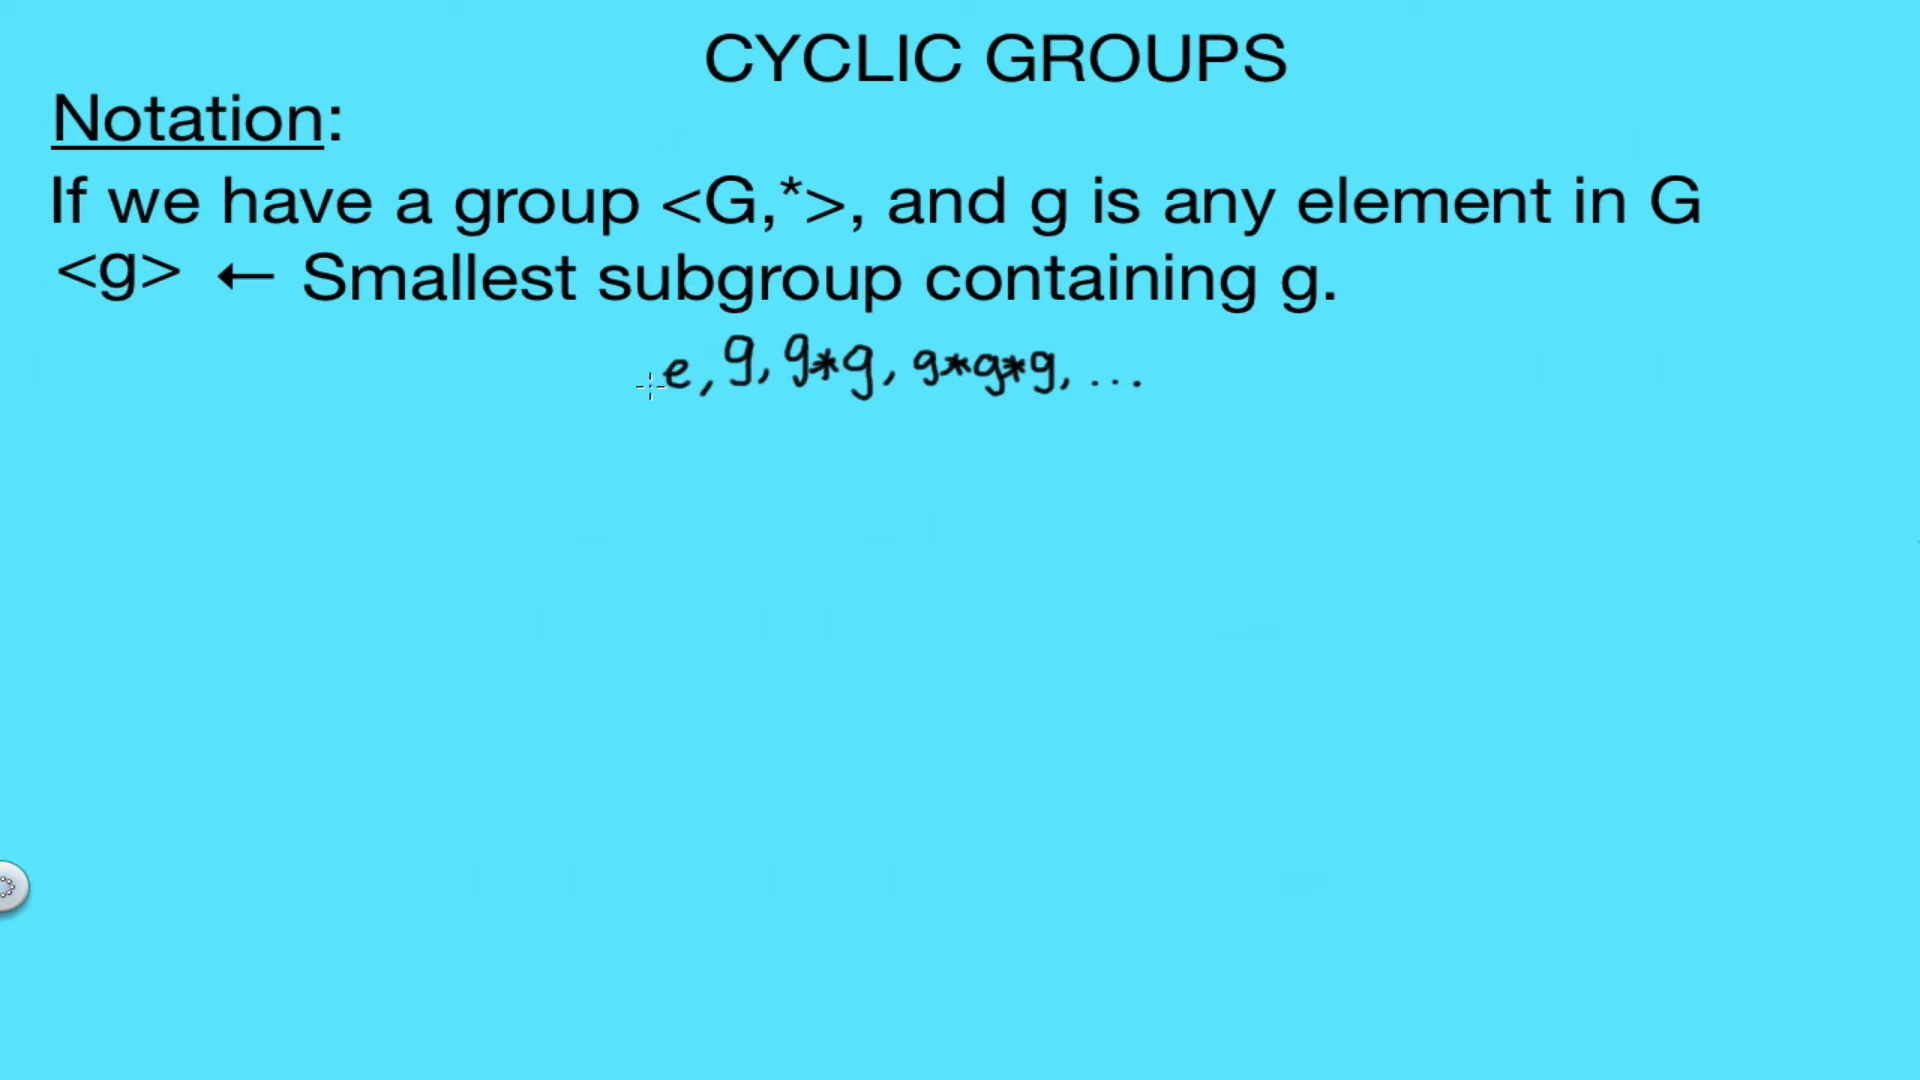 CYCLIC GROUPS
Notation:
If we have a group <G,*>, and g is any element in G
<g> ← Smallest subgroup containing g.
e, g, g*g, g*g*g, ...